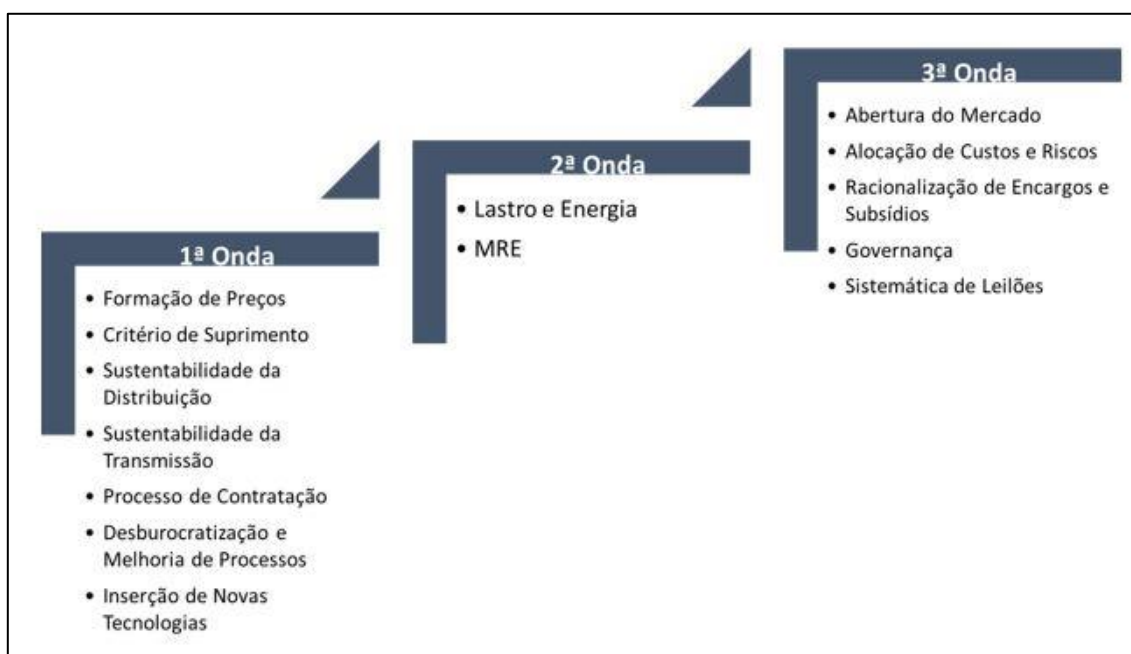 1ª Onda
• Formação de Preços
• Critério de Suprimento
• Sustentabilidade da
Distribuição
• Sustentabilidade da
Transmissão
• Processo de Contratação
• Desburocratização e
Melhoria de Processos
• Inserção de Novas
Tecnologias
2ª Onda
• Lastro e Energia
• MRE
3ª Onda
• Abertura do Mercado
• Alocação de Custos e Riscos
• Racionalização de Encargos e
Subsídios
• Governança
• Sistemática de Leilões